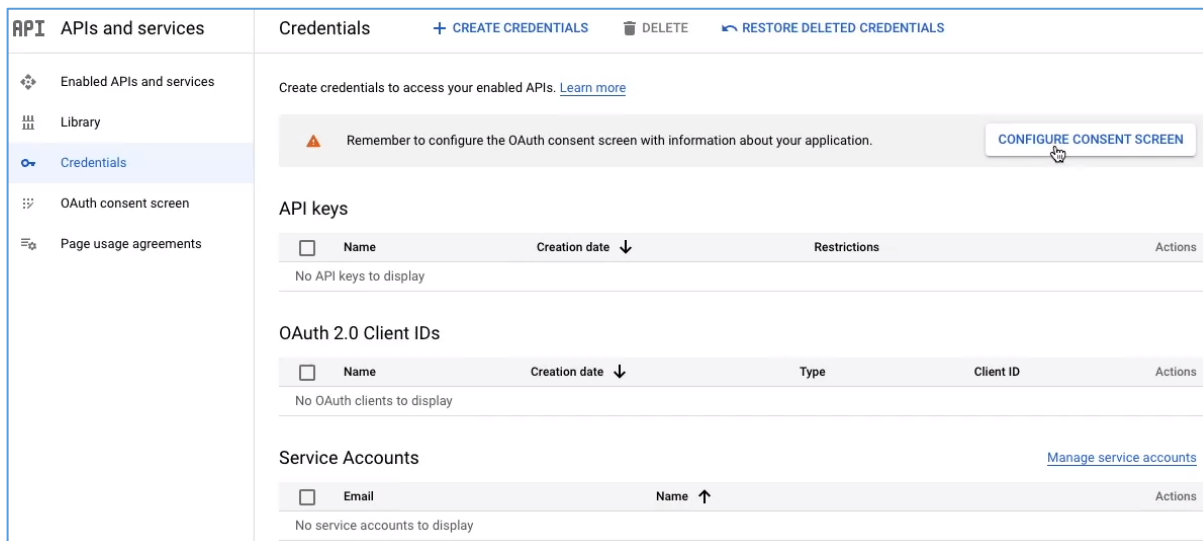 API APIs and services
Credentials
CREATE CREDENTIALS
DELETE
RESTORE DELETED CREDENTIALS
Enabled APIs and services
Library
Credentials
OAuth consent screen
Page usage agreements
Create credentials to access your enabled APIs. Learn more
Remember to configure the OAuth consent screen with information about your application.
CONFIGURE CONSENT SCREEN
API keys
Name Creation date Restrictions Actions
No API keys to display
OAuth 2.0 Client IDs
Name Creation date Type Client ID Actions
No OAuth clients to display
Service Accounts
Manage service accounts
Email Name Actions
No service accounts to display